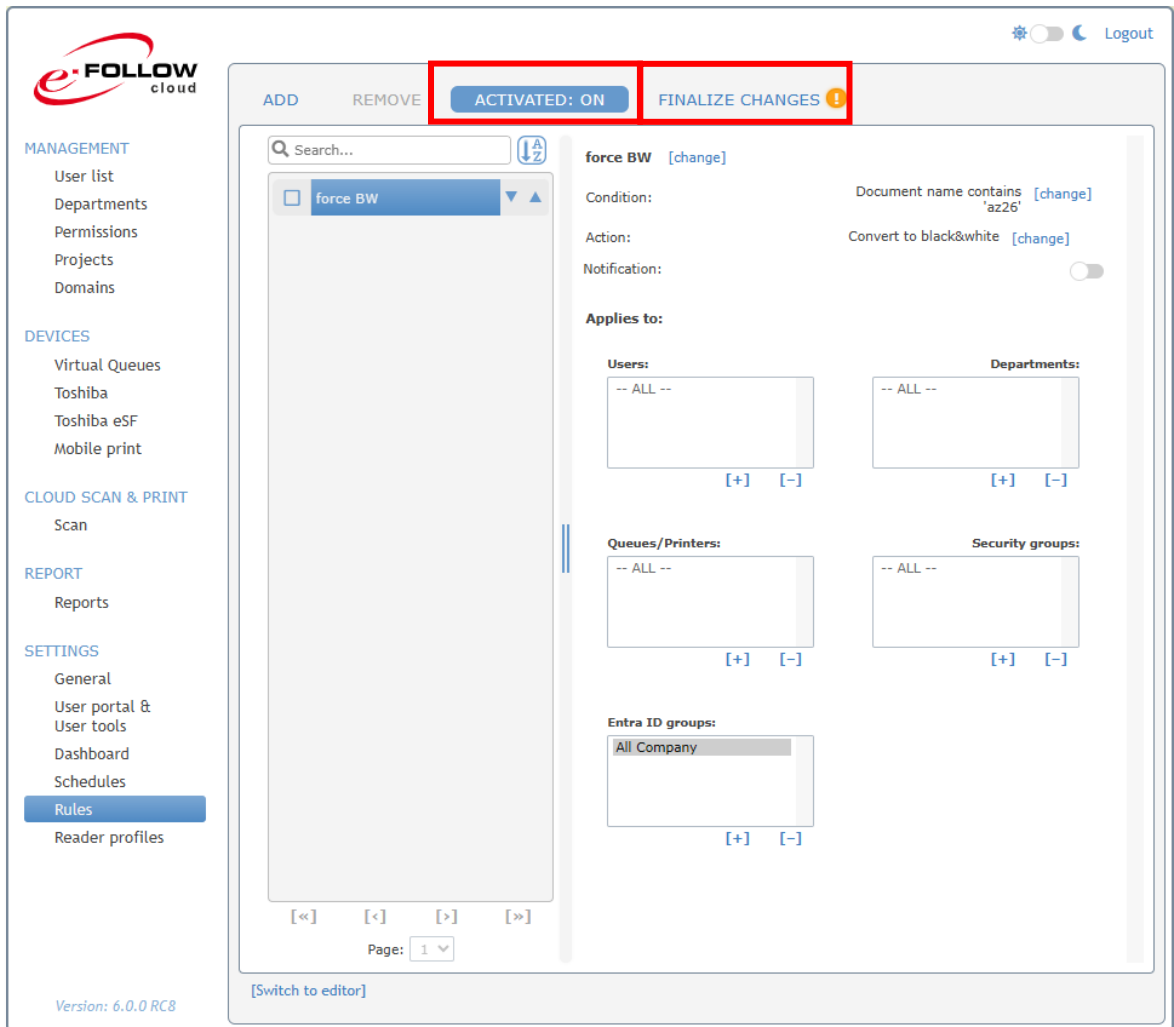 Logout
e-FOLLOW
cloud
ADD REMOVE ACTIVATED: ON FINALIZE CHANGES !
MANAGEMENT
User list
Departments
Permissions
Projects
Domains
DEVICES
Virtual Queues
Toshiba
Toshiba eSF
Mobile print
CLOUD SCAN & PRINT
Scan
REPORT
Reports
SETTINGS
General
User portal &
User tools
Dashboard
Schedules
Rules
Reader profiles
Version: 6.0.0 RC8
Search... A Z
force BW ▼ ▲
[«] [‹] [›] [»]
Page: 1
[Switch to editor]
force BW [change]
Condition: Document name contains [change]
'az26'
Action: Convert to black&white [change]
Notification:
Applies to:
Users: Departments:
-- ALL -- -- ALL --
[+] [−] [+] [−]
Queues/Printers: Security groups:
-- ALL -- -- ALL --
[+] [−] [+] [−]
Entra ID groups:
All Company
[+] [−]